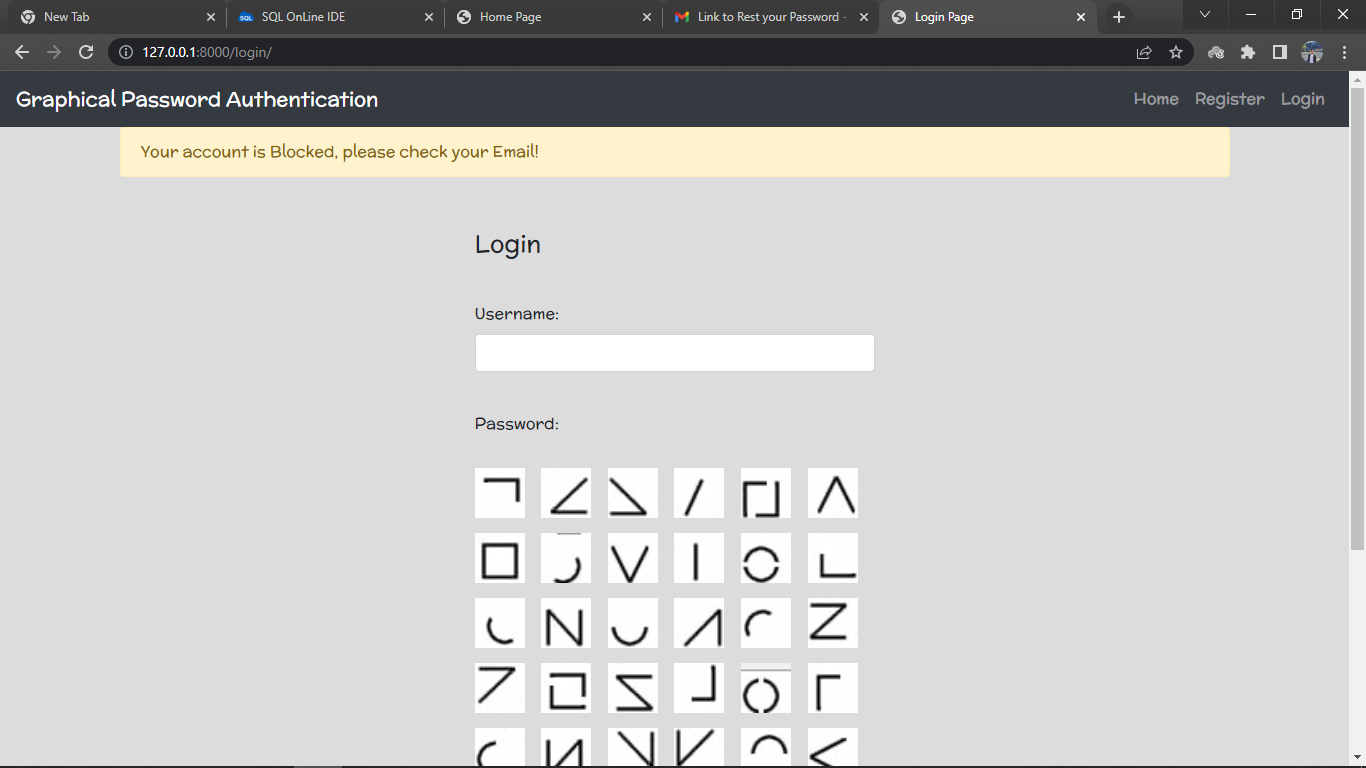 New Tab
SQL OnLine IDE
Home Page
Link to Rest your Password -
Login Page
127.0.0.1:8000/login/
Graphical Password Authentication
Home Register Login
Your account is Blocked, please check your Email!
Login
Username:
Password: